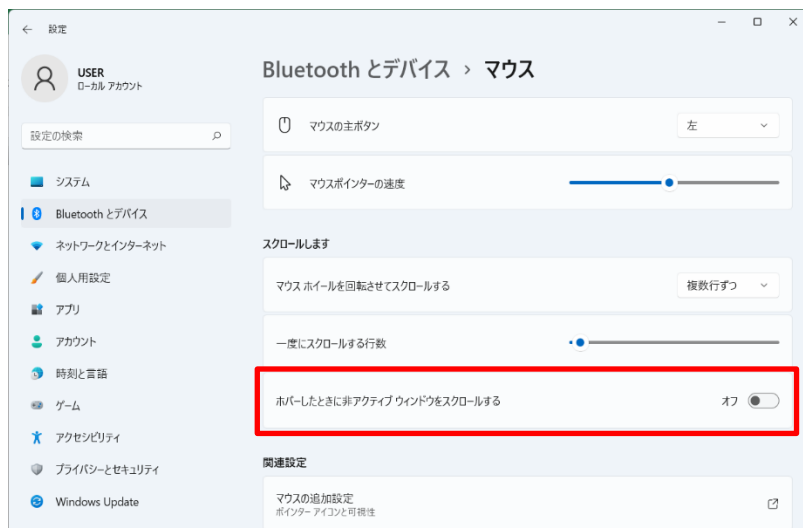 設定
USER
ローカル アカウント
設定の検索
システム
Bluetooth とデバイス
ネットワークとインターネット
個人用設定
アプリ
アカウント
時刻と言語
ゲーム
アクセシビリティ
プライバシーとセキュリティ
Windows Update
Bluetooth とデバイス › マウス
マウスの主ボタン
左
マウスポインターの速度
スクロールします
マウス ホイールを回転させてスクロールする
複数行ずつ
一度にスクロールする行数
ホバーしたときに非アクティブ ウィンドウをスクロールする
オフ
関連設定
マウスの追加設定
ポインター アイコンと可視性